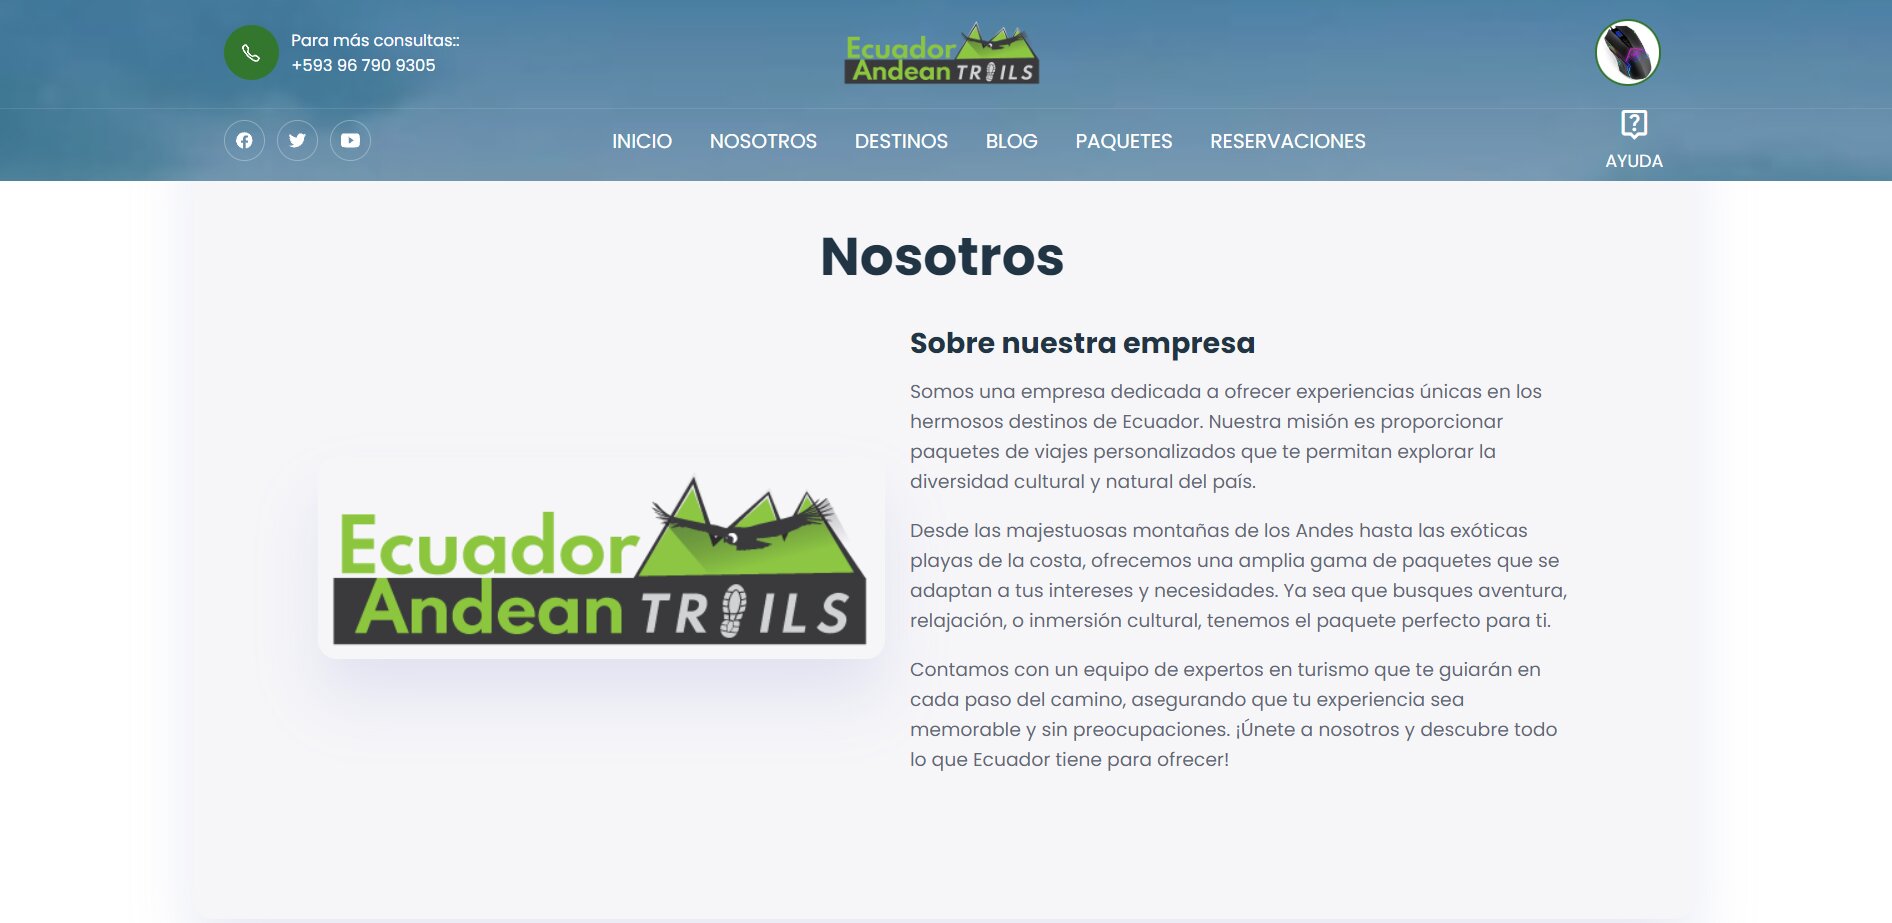 Para más consultas::
+593 96 790 9305
Ecuador
Andean TRAILS
INICIO NOSOTROS DESTINOS BLOG PAQUETES RESERVACIONES
AYUDA
Nosotros
Ecuador
Andean TRAILS
Sobre nuestra empresa
Somos una empresa dedicada a ofrecer experiencias únicas en los
hermosos destinos de Ecuador. Nuestra misión es proporcionar
paquetes de viajes personalizados que te permitan explorar la
diversidad cultural y natural del país.
Desde las majestuosas montañas de los Andes hasta las exóticas
playas de la costa, ofrecemos una amplia gama de paquetes que se
adaptan a tus intereses y necesidades. Ya sea que busques aventura,
relajación, o inmersión cultural, tenemos el paquete perfecto para ti.
Contamos con un equipo de expertos en turismo que te guiarán en
cada paso del camino, asegurando que tu experiencia sea
memorable y sin preocupaciones. ¡Únete a nosotros y descubre todo
lo que Ecuador tiene para ofrecer!